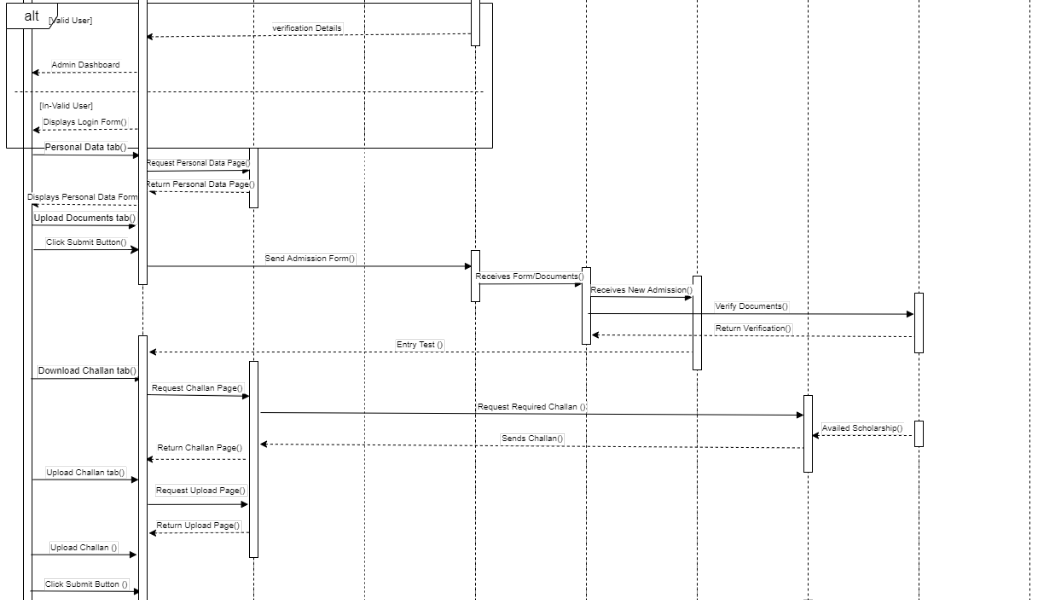 alt
[Valid User]
verification Details
Admin Dashboard
[In-Valid User]
Displays Login Form()
Personal Data tab()
Request Personal Data Page()
Return Personal Data Page()
Displays Personal Data Form
Upload Documents tab()
Click Submit Button()
Send Admission Form()
Receives Form/Documents()
Receives New Admission()
Verify Documents()
Return Verification()
Entry Test ()
Download Challan tab()
Request Challan Page()
Request Required Challan ()
Availed Scholarship()
Sends Challan()
Return Challan Page()
Upload Challan tab()
Request Upload Page()
Return Upload Page()
Upload Challan ()
Click Submit Button ()